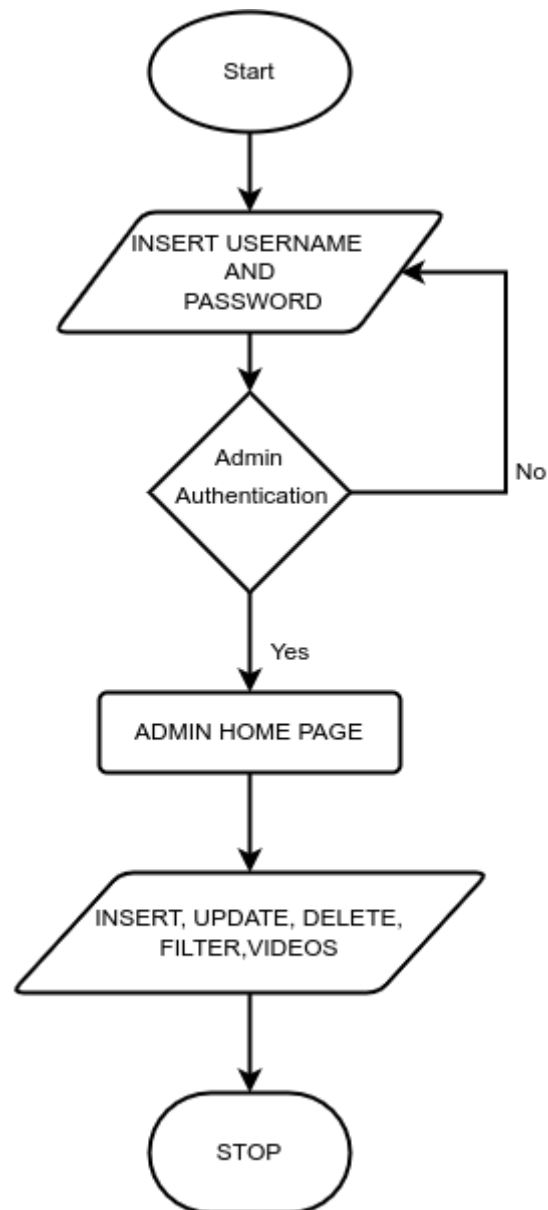 Start
INSERT USERNAME
AND
PASSWORD
Admin
Authentication
No
Yes
ADMIN HOME PAGE
INSERT, UPDATE, DELETE,
FILTER,VIDEOS
STOP